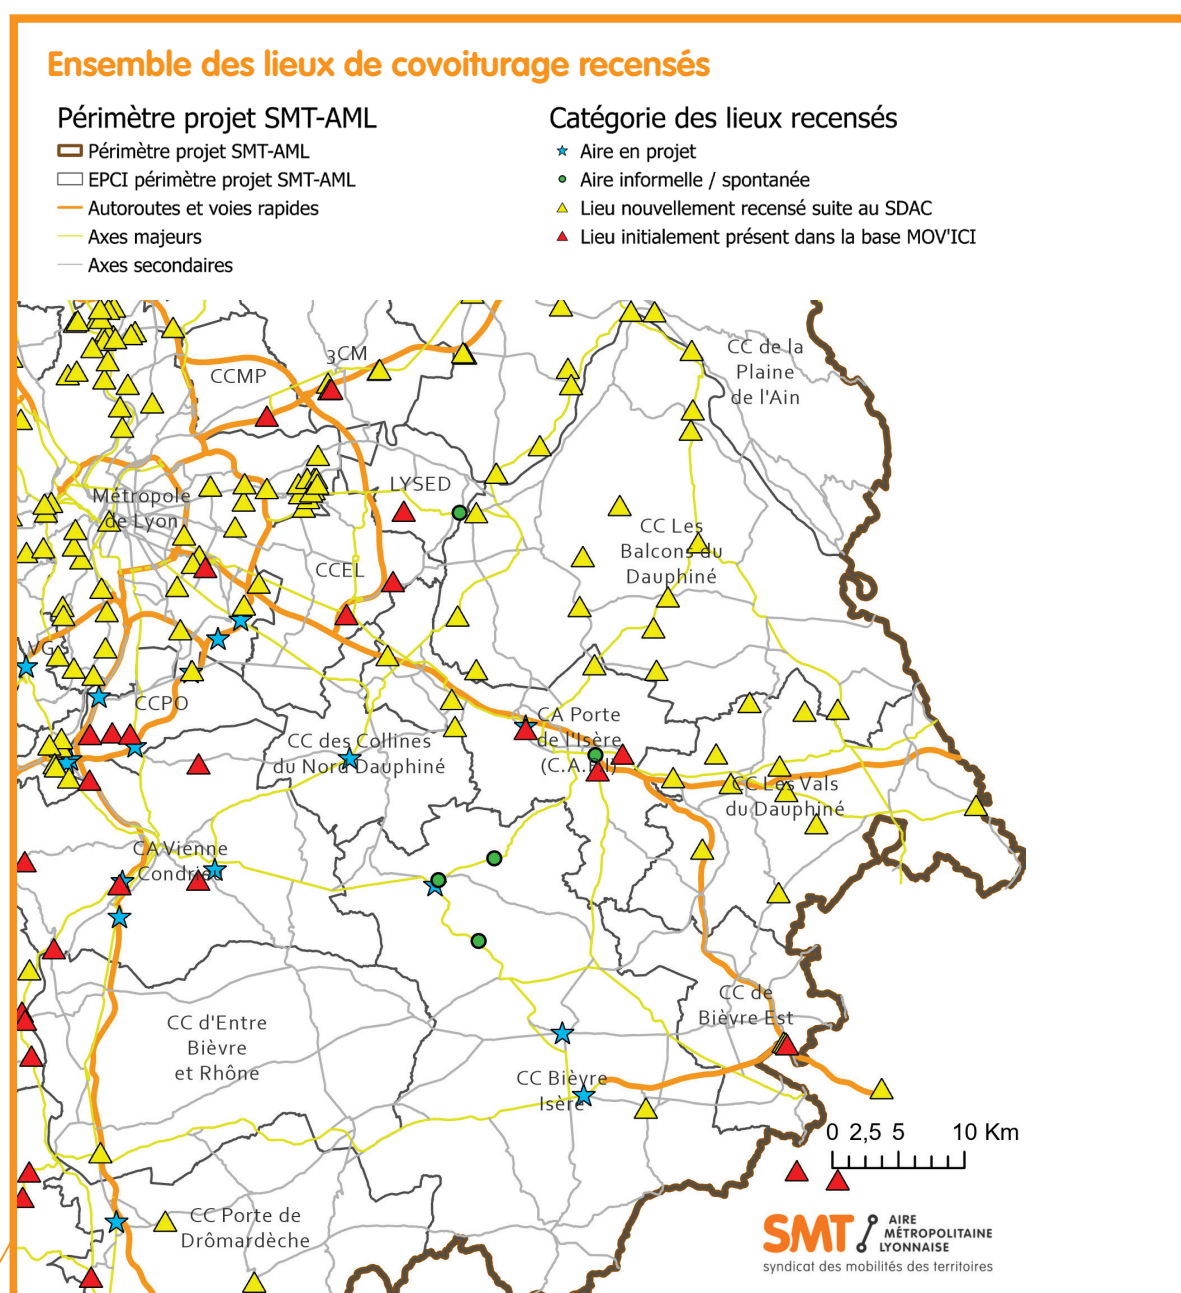 Ensemble des lieux de covoiturage recensés
Périmètre projet SMT-AML
Périmètre projet SMT-AML
EPCI périmètre projet SMT-AML
Autoroutes et voies rapides
Axes majeurs
Axes secondaires
Catégorie des lieux recensés
Aire en projet
Aire informelle / spontanée
Lieu nouvellement recensé suite au SDAC
Lieu initialement présent dans la base MOV'ICI
3CM
CCMP
CC de la
Plaine
de l'Ain
LYSED
Métropole
de Lyon
CC Les
Balcons du
Dauphiné
CCEL
VG
CCPO
CA Porte
de l'Isère
(C.A.P.I)
CC des Collines
du Nord Dauphiné
CC Les Vals
du Dauphiné
CA Vienne
Condrieu
CC de
Bièvre Est
CC d'Entre
Bièvre
et Rhône
CC Bièvre
Isère
0 2,5 5 10 Km
CC Porte de
Drômardèche
SMT
AIRE
MÉTROPOLITAINE
LYONNAISE
syndicat des mobilités des territoires